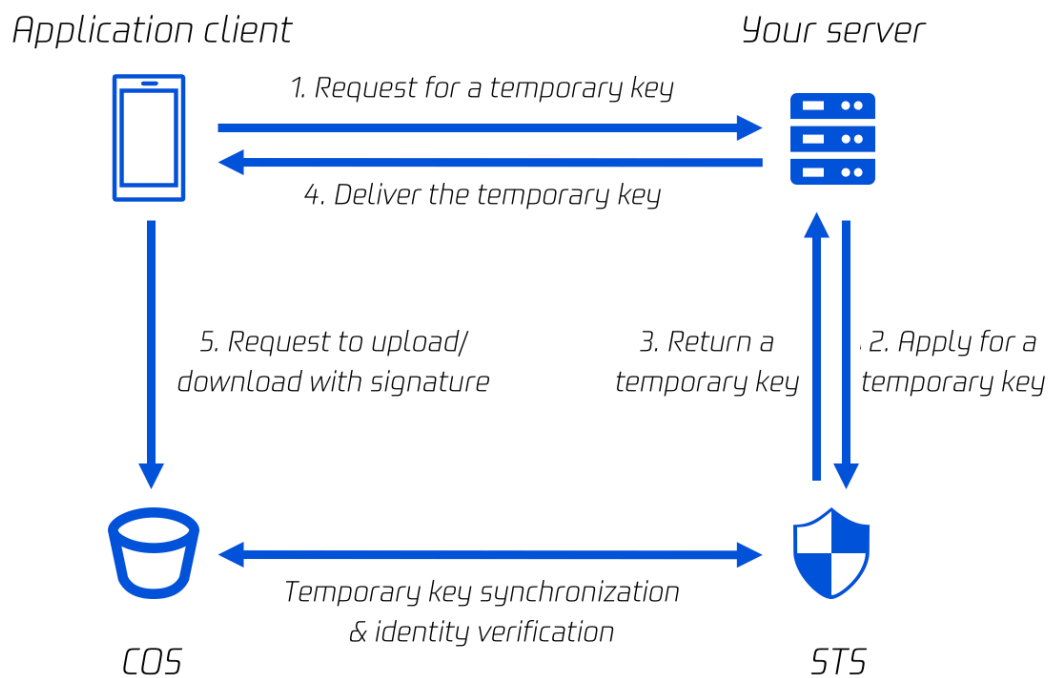 Application client
Your server
1. Request for a temporary key
4. Deliver the temporary key
5. Request to upload/
download with signature
3. Return a
temporary key
2. Apply for a
temporary key
Temporary key synchronization
& identity verification
COS
STS